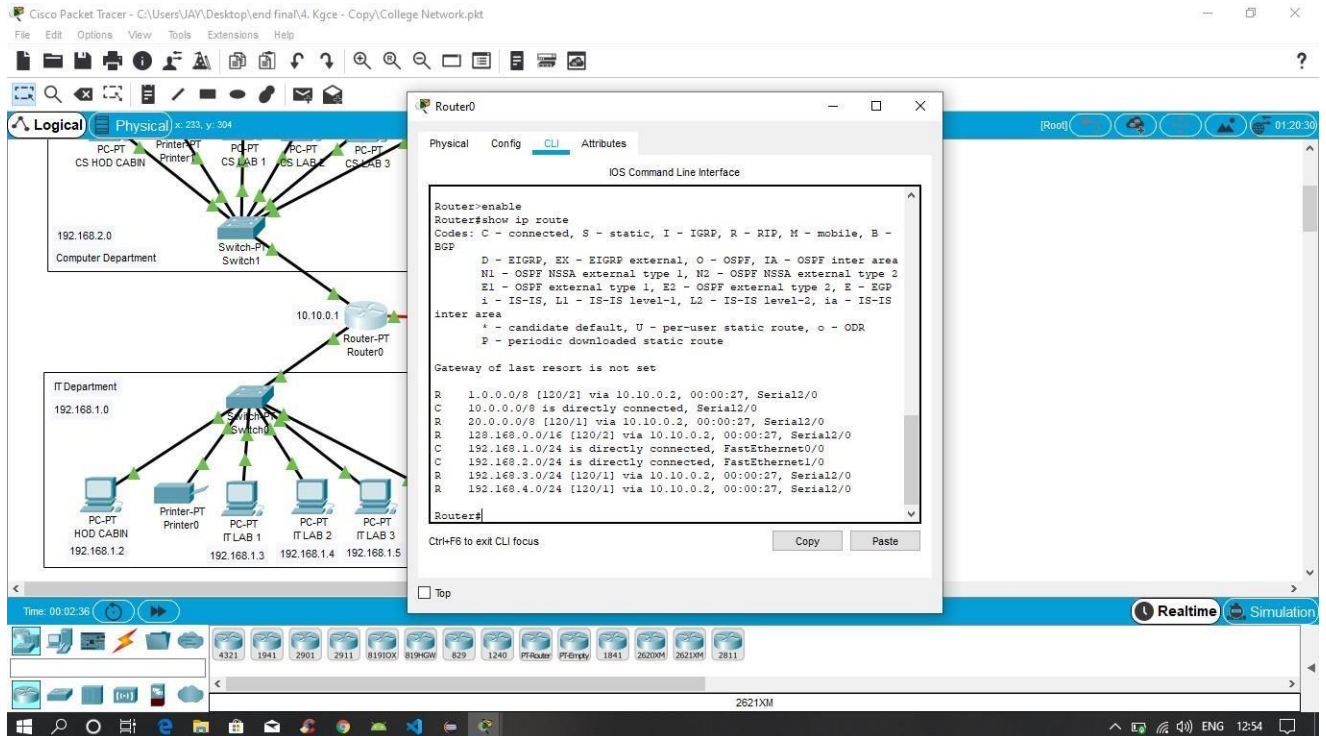 Cisco Packet Tracer - C:\Users\JAY\Desktop\end final\4. Kgce - Copy\College Network.pkt
File Edit Options View Tools Extensions Help
Logical Physical x: 233, y: 304 [Root] 01:20:30
PC-PT
CS HOD CABIN
Printer-PT
PC-PT
CS LAB 1
PC-PT
PC-PT
CS LAB 3
192.168.2.0
Computer Department
Switch-PT
Switch1
10.10.0.1
Router-PT
Router0
IT Department
192.168.1.0
Switch-PT
Switch0
PC-PT
HOD CABIN
192.168.1.2
Printer-PT
Printer0
PC-PT
IT LAB 1
192.168.1.3
PC-PT
IT LAB 2
192.168.1.4
PC-PT
IT LAB 3
192.168.1.5
Router0
Physical Config CLI Attributes
IOS Command Line Interface
Router>enable
Router#show ip route
Codes: C - connected, S - static, I - IGRP, R - RIP, M - mobile, B -
BGP
D - EIGRP, EX - EIGRP external, O - OSPF, IA - OSPF inter area
N1 - OSPF NSSA external type 1, N2 - OSPF NSSA external type 2
E1 - OSPF external type 1, E2 - OSPF external type 2, E - EGP
i - IS-IS, L1 - IS-IS level-1, L2 - IS-IS level-2, ia - IS-IS
inter area
* - candidate default, U - per-user static route, o - ODR
P - periodic downloaded static route
Gateway of last resort is not set
R 1.0.0.0/8 [120/2] via 10.10.0.2, 00:00:27, Serial2/0
C 10.0.0.0/8 is directly connected, Serial2/0
R 20.0.0.0/8 [120/1] via 10.10.0.2, 00:00:27, Serial2/0
R 128.168.0.0/16 [120/2] via 10.10.0.2, 00:00:27, Serial2/0
C 192.168.1.0/24 is directly connected, FastEthernet0/0
C 192.168.2.0/24 is directly connected, FastEthernet1/0
R 192.168.3.0/24 [120/1] via 10.10.0.2, 00:00:27, Serial2/0
R 192.168.4.0/24 [120/1] via 10.10.0.2, 00:00:27, Serial2/0
Router#
Ctrl+F6 to exit CLI focus Copy Paste
Top
Time: 00:02:36 Realtime Simulation
4321 1941 2901 2911 819IOX 819HGW 829 1240 PT-Router PT-Empty 1841 2620XM 2621XM 2811
2621XM
ENG 12:54